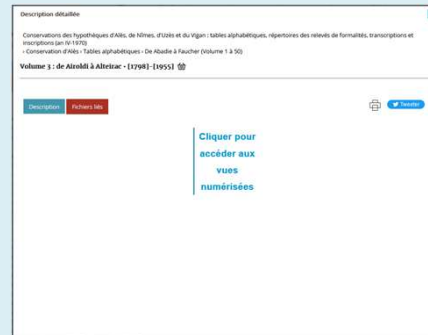 Description détaillée
Conservations des hypothèques d'Alès, de Nîmes, d'Uzès et du Vigan : tables alphabétiques, répertoires des relevés de formalités, transcriptions et
inscriptions (an IV-1970)
› Conservation d'Alès › Tables alphabétiques › De Abadie à Faucher (Volume 1 à 50)
Volume 3 : de Airoldi à Alteirac • [1798]-[1955]
Description
Fichiers liés
Tweeter
Cliquer pour
accéder aux
vues
numérisées